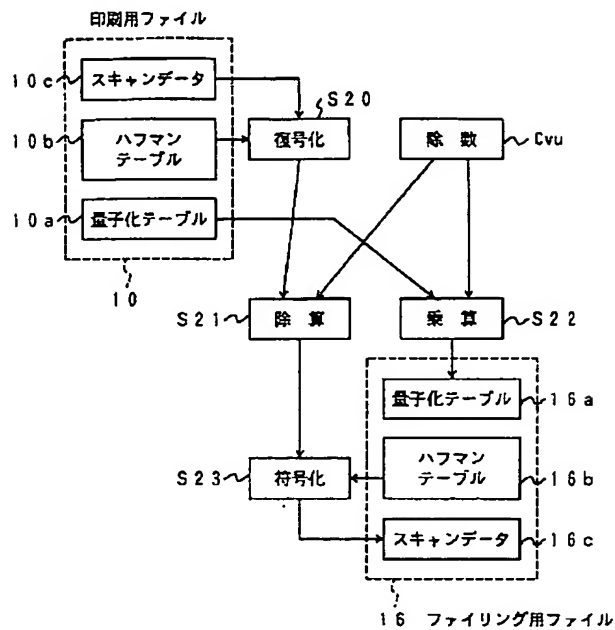 印刷用ファイル
10c
スキャンデータ
S20
10b
ハフマン
テーブル
復号化
除 数
Cvu
10a
量子化テーブル
10
S21
除 算
乗 算
S22
量子化テーブル
16a
ハフマン
テーブル
16b
S23
符号化
スキャンデータ
16c
16 ファイリング用ファイル